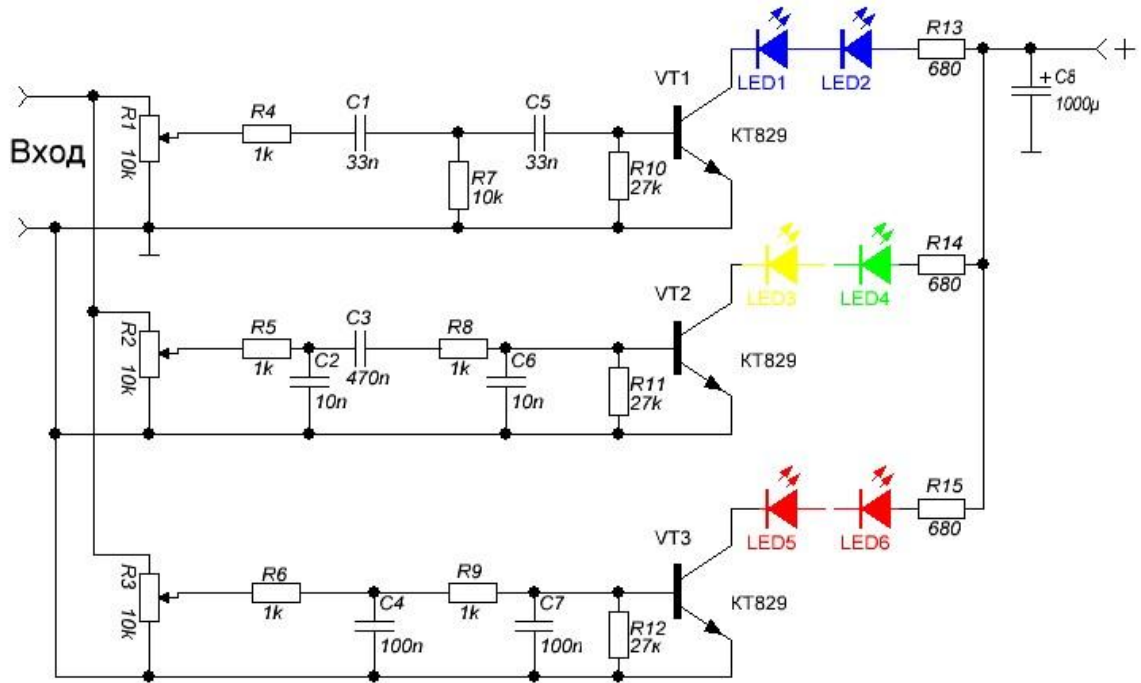 R13
680
LED1
LED2
+
+
C8
1000µ
VT1
R1
10k
R4
1k
C1
33n
C5
33n
КТ829
Вход
R7
10k
R10
27k
R14
680
LED3
LED4
VT2
R2
10k
R5
1k
C3
470n
R8
1k
C2
10n
C6
10n
КТ829
R11
27k
R15
680
LED5
LED6
VT3
R3
10k
R6
1k
R9
1k
C4
100n
C7
100n
КТ829
R12
27к